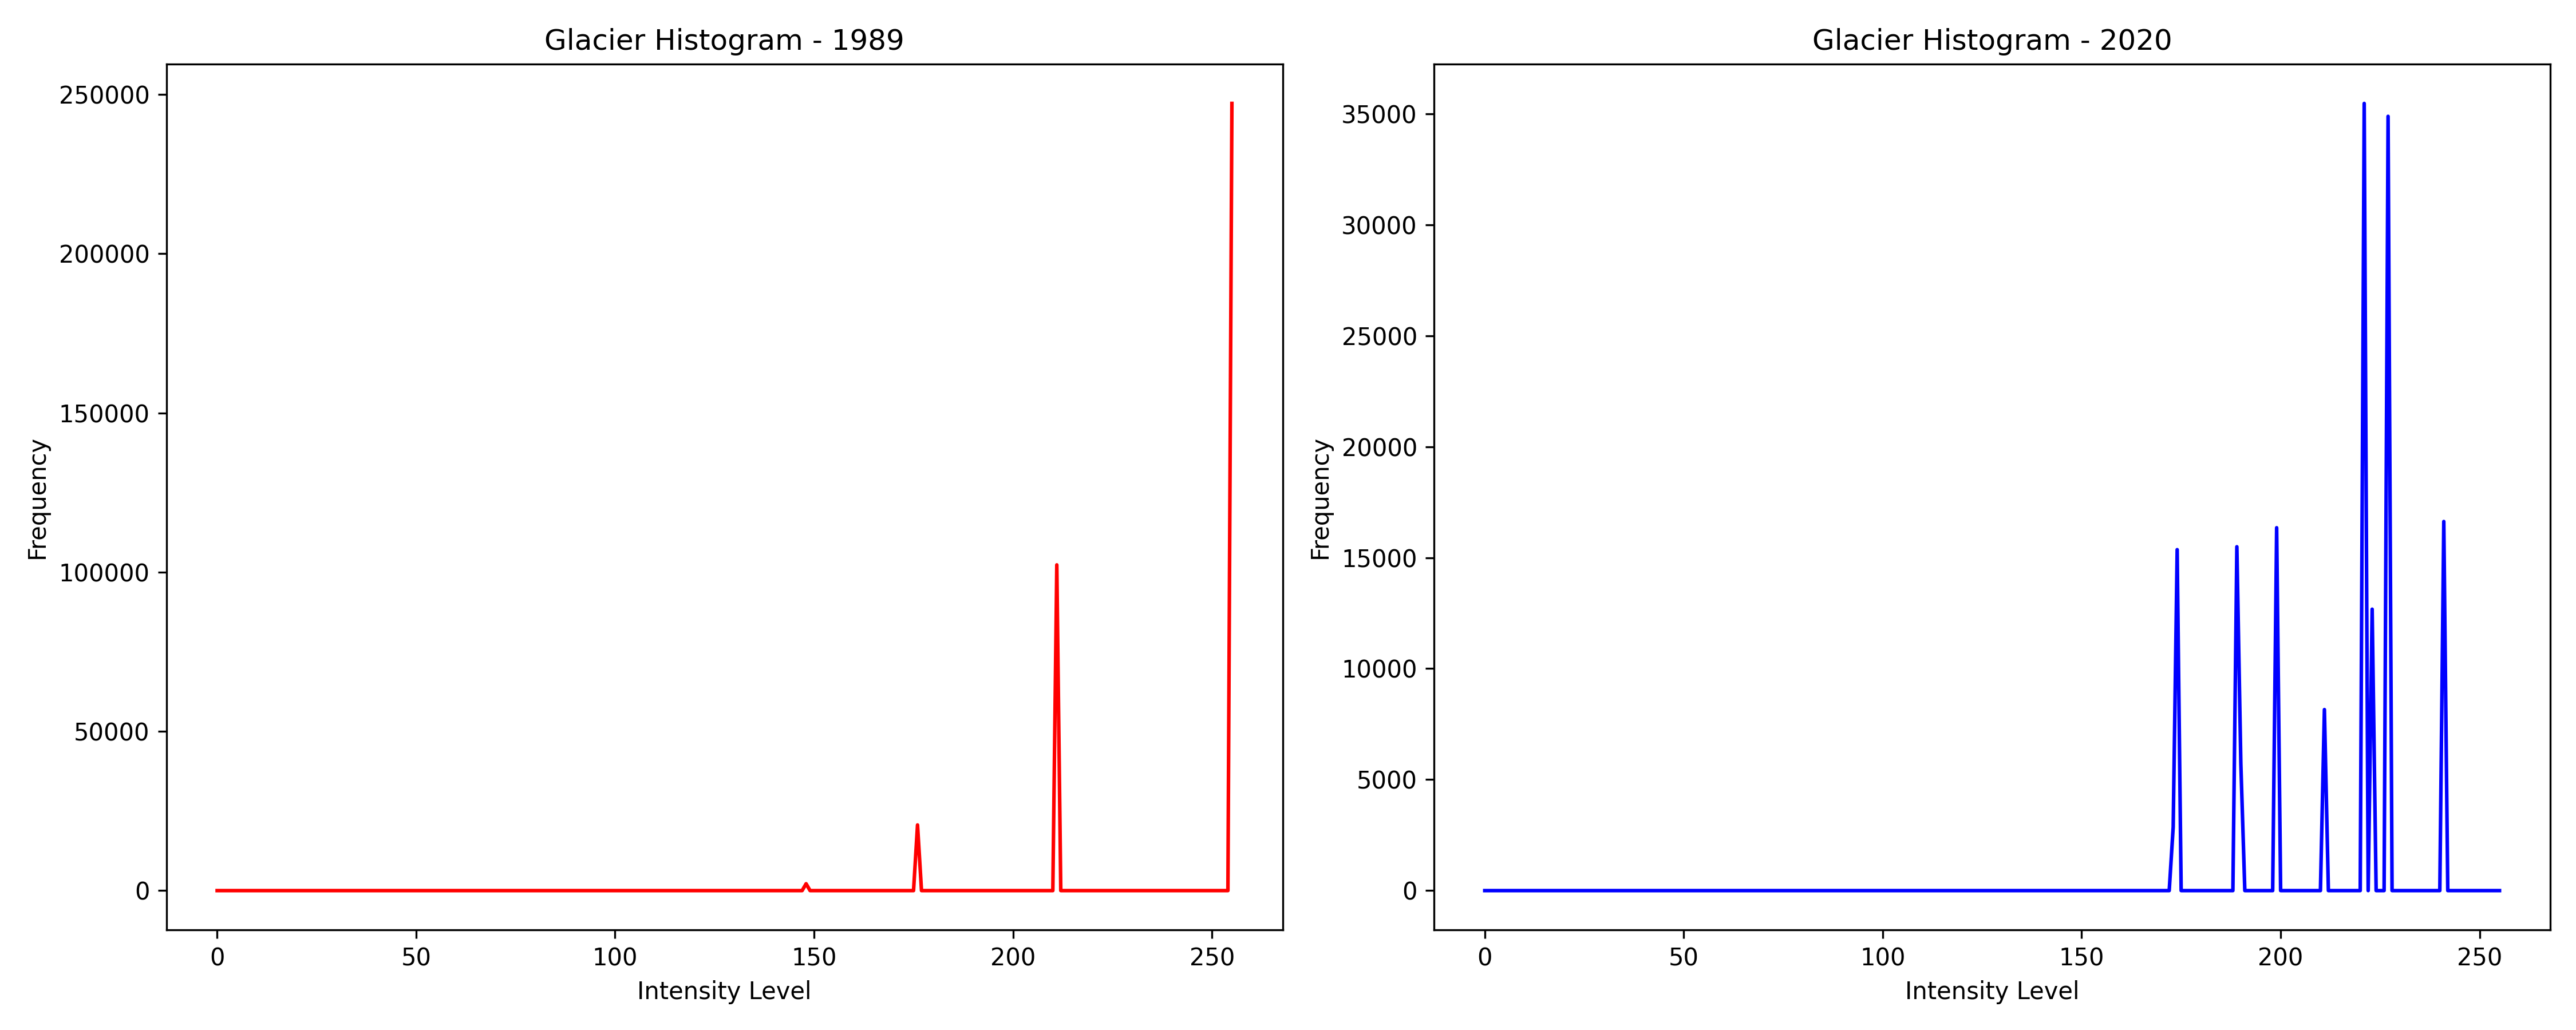 Glacier Histogram - 1989
250000
200000
150000
100000
50000
0
Frequency
0 50 100 150 200 250
Intensity Level
Glacier Histogram - 2020
35000
30000
25000
20000
15000
10000
5000
0
Frequency
0 50 100 150 200 250
Intensity Level